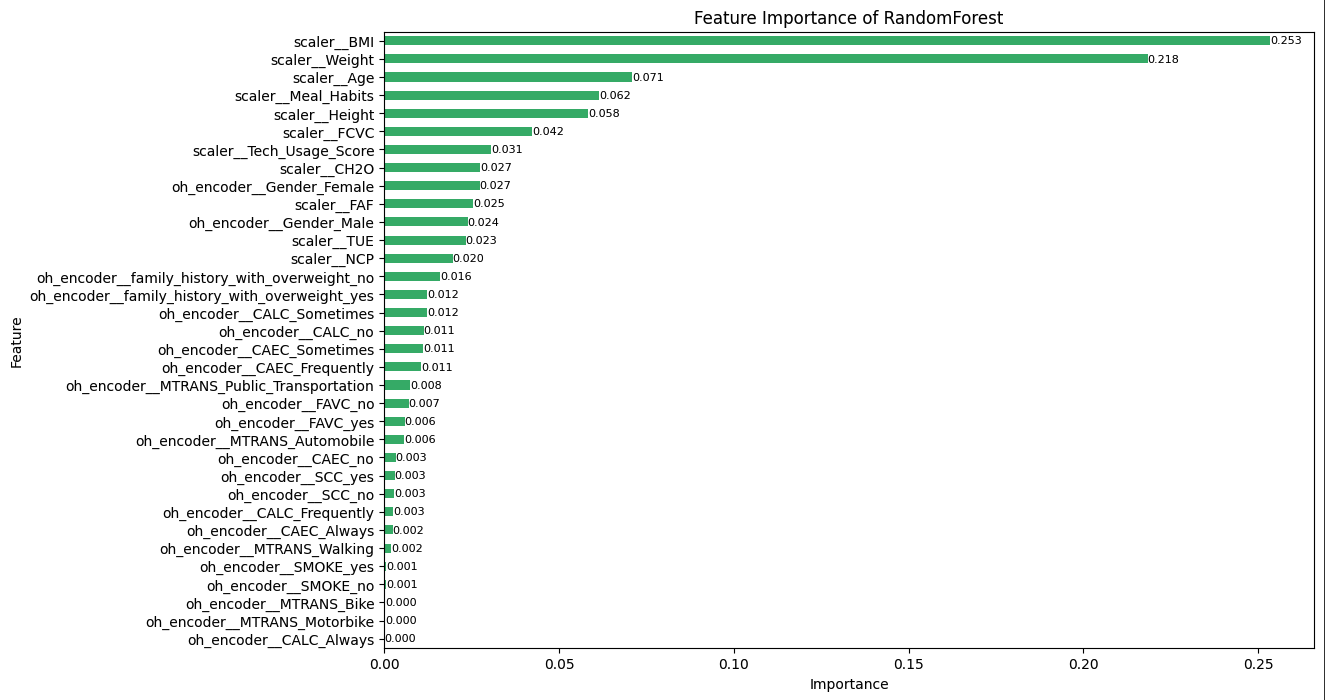 Feature Importance of RandomForest
scaler__BMI 0.253
scaler__Weight 0.218
scaler__Age 0.071
scaler__Meal_Habits 0.062
scaler__Height 0.058
scaler__FCVC 0.042
scaler__Tech_Usage_Score 0.031
scaler__CH2O 0.027
oh_encoder__Gender_Female 0.027
scaler__FAF 0.025
oh_encoder__Gender_Male 0.024
scaler__TUE 0.023
scaler__NCP 0.020
oh_encoder__family_history_with_overweight_no 0.016
oh_encoder__family_history_with_overweight_yes 0.012
oh_encoder__CALC_Sometimes 0.012
oh_encoder__CALC_no 0.011
oh_encoder__CAEC_Sometimes 0.011
oh_encoder__CAEC_Frequently 0.011
oh_encoder__MTRANS_Public_Transportation 0.008
oh_encoder__FAVC_no 0.007
oh_encoder__FAVC_yes 0.006
oh_encoder__MTRANS_Automobile 0.006
oh_encoder__CAEC_no 0.003
oh_encoder__SCC_yes 0.003
oh_encoder__SCC_no 0.003
oh_encoder__CALC_Frequently 0.003
oh_encoder__CAEC_Always 0.002
oh_encoder__MTRANS_Walking 0.002
oh_encoder__SMOKE_yes 0.001
oh_encoder__SMOKE_no 0.001
oh_encoder__MTRANS_Bike 0.000
oh_encoder__MTRANS_Motorbike 0.000
oh_encoder__CALC_Always 0.000
Feature
0.00 0.05 0.10 0.15 0.20 0.25
Importance